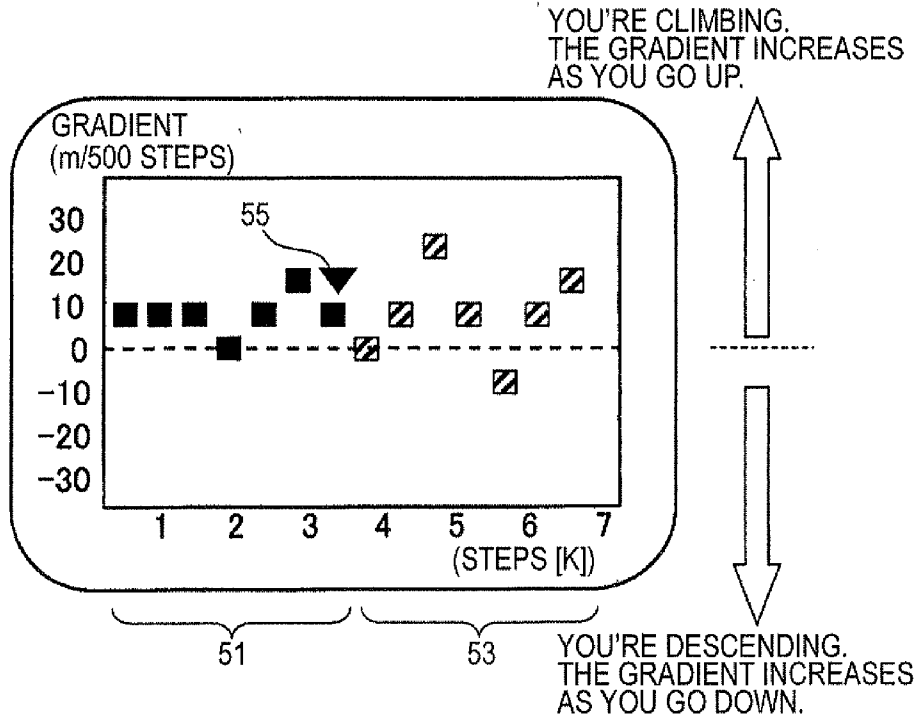 YOU'RE CLIMBING.
THE GRADIENT INCREASES
AS YOU GO UP.
GRADIENT
(m/500 STEPS)
55
30
20
10
0
-10
-20
-30
1 2 3 4 5 6 7
(STEPS [K])
51 53
YOU'RE DESCENDING.
THE GRADIENT INCREASES
AS YOU GO DOWN.